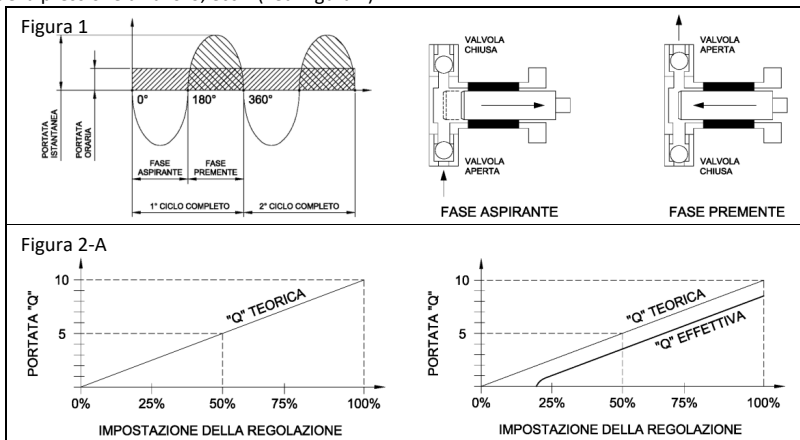 Figura 1
PORTATA
ISTANTANEA
PORTATA
ORARIA
0°
180°
360°
FASE
ASPIRANTE
FASE
PREMENTE
1° CICLO COMPLETO
2° CICLO COMPLETO
VALVOLA
CHIUSA
VALVOLA
APERTA
FASE ASPIRANTE
VALVOLA
APERTA
VALVOLA
CHIUSA
FASE PREMENTE
Figura 2-A
PORTATA "Q"
10
5
"Q" TEORICA
0%
25%
50%
75%
100%
IMPOSTAZIONE DELLA REGOLAZIONE
PORTATA "Q"
10
5
"Q" TEORICA
"Q" EFFETTIVA
0%
25%
50%
75%
100%
IMPOSTAZIONE DELLA REGOLAZIONE